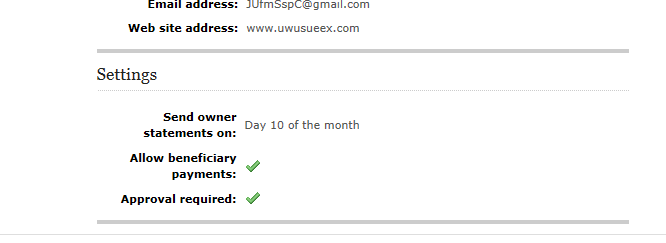 Email address: JUfmSspC@gmail.com
Web site address: www.uwusueex.com
Settings
Send owner
statements on: Day 10 of the month
Allow beneficiary
payments:
Approval required: